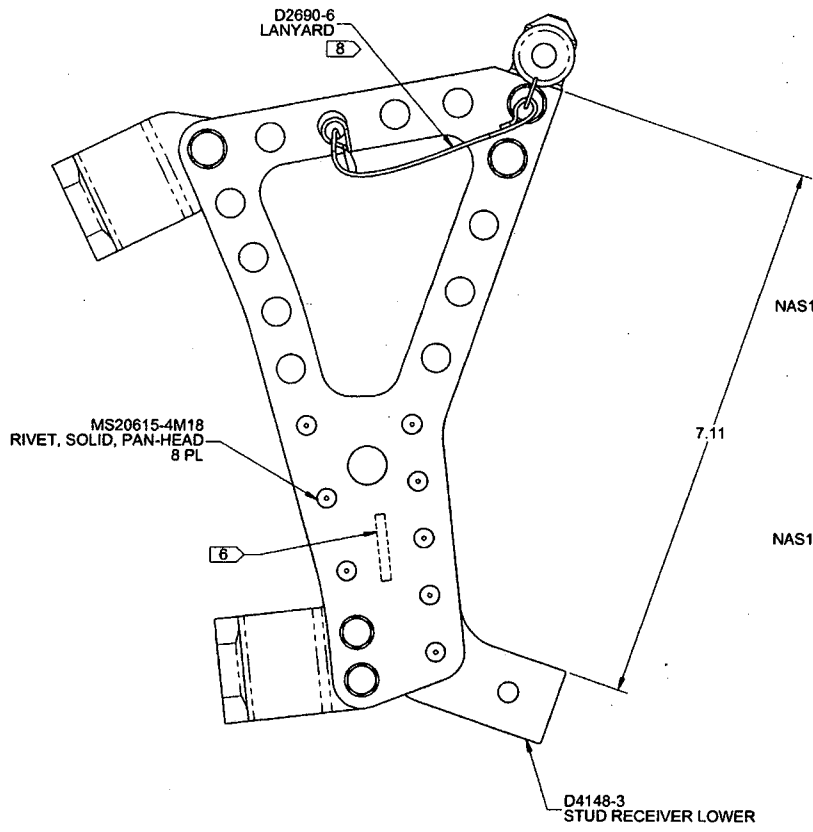 D2690-6
LANYARD
8
NAS1
MS20615-4M18
RIVET, SOLID, PAN-HEAD
8 PL
7.11
6
NAS1
D4148-3
STUD RECEIVER LOWER